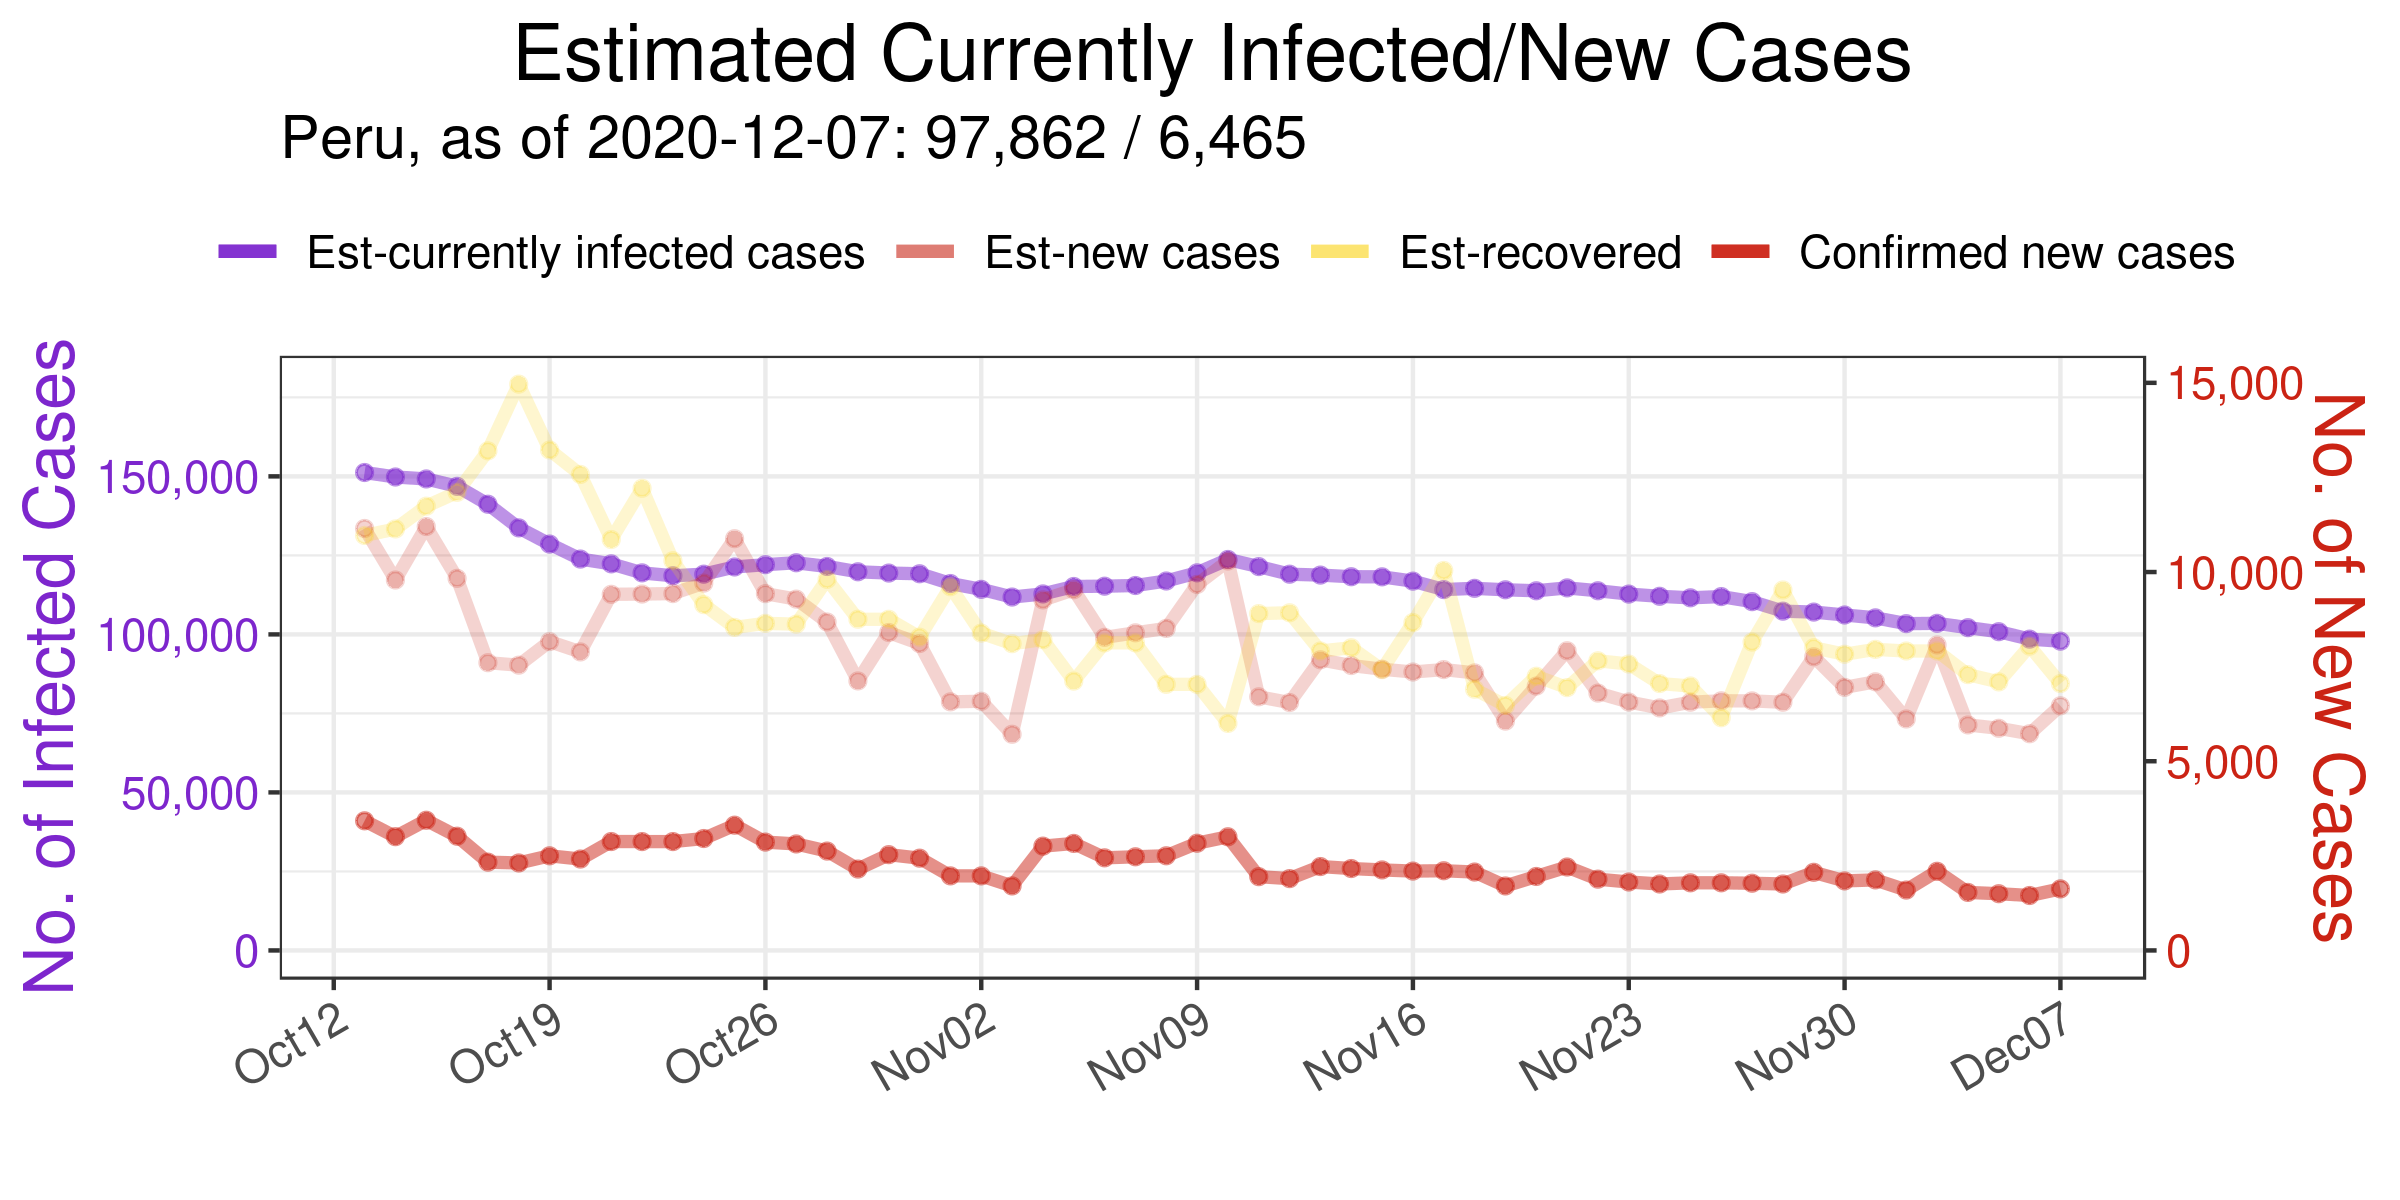 Estimated Currently Infected/New Cases
Peru, as of 2020-12-07: 97,862 / 6,465
Est-currently infected cases Est-new cases Est-recovered Confirmed new cases
No. of Infected Cases
150,000
100,000
50,000
0
15,000
10,000
5,000
0
No. of New Cases
Oct12 Oct19 Oct26 Nov02 Nov09 Nov16 Nov23 Nov30 Dec07